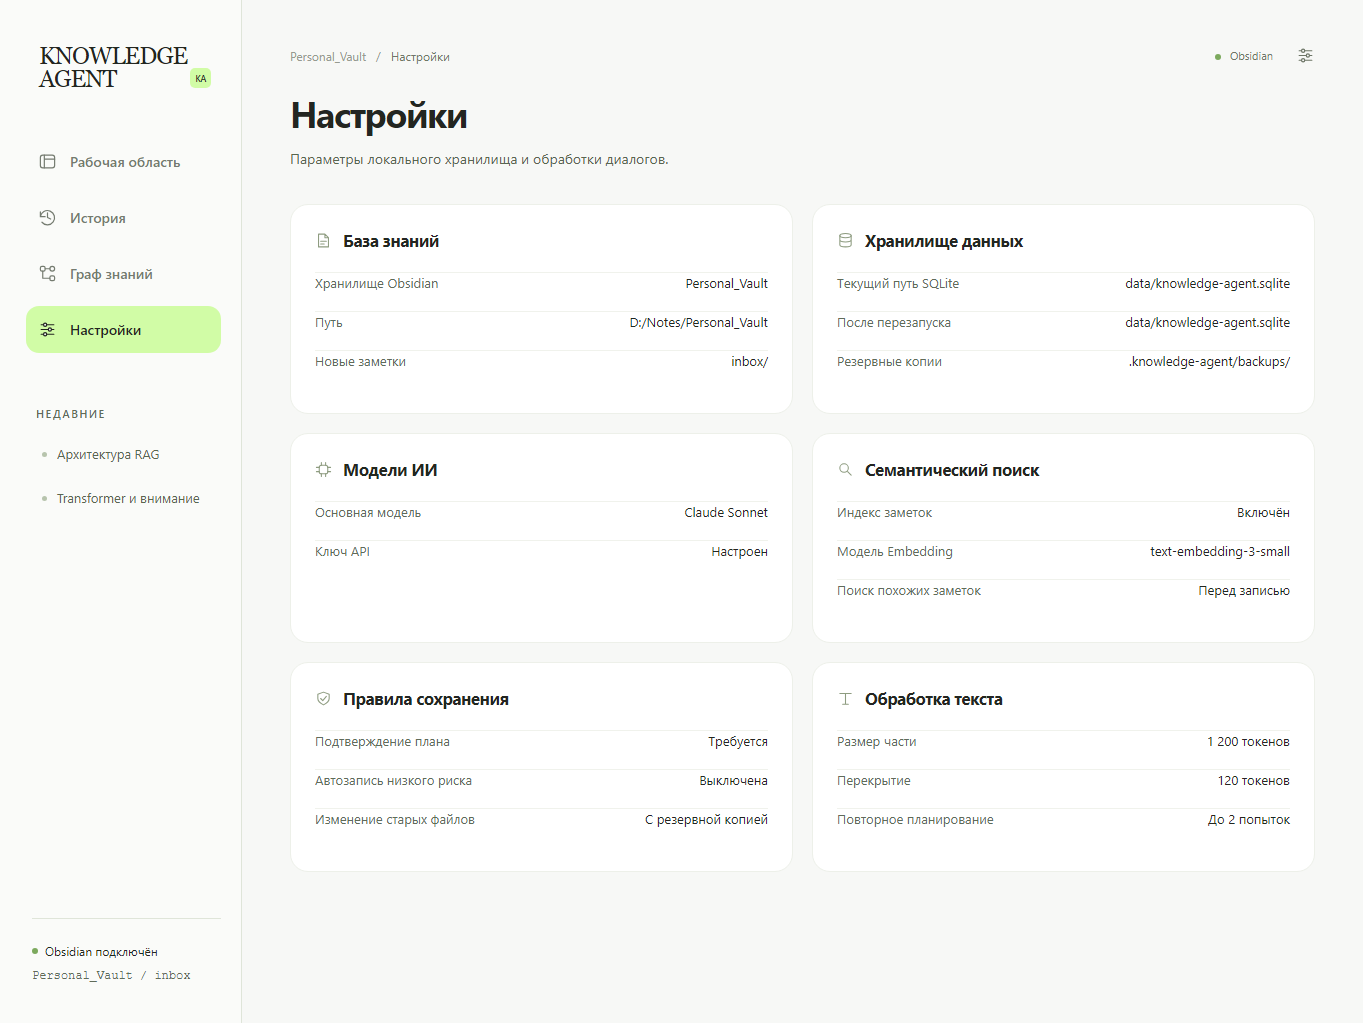 KNOWLEDGE
AGENT
KA
Рабочая область
История
Граф знаний
Настройки
НЕДАВНИЕ
Архитектура RAG
Transformer и внимание
Obsidian подключён
Personal_Vault / inbox
Personal_Vault / Настройки
Obsidian
Настройки
Параметры локального хранилища и обработки диалогов.
База знаний
Хранилище Obsidian Personal_Vault
Путь D:/Notes/Personal_Vault
Новые заметки inbox/
Хранилище данных
Текущий путь SQLite data/knowledge-agent.sqlite
После перезапуска data/knowledge-agent.sqlite
Резервные копии .knowledge-agent/backups/
Модели ИИ
Основная модель Claude Sonnet
Ключ API Настроен
Семантический поиск
Индекс заметок Включён
Модель Embedding text-embedding-3-small
Поиск похожих заметок Перед записью
Правила сохранения
Подтверждение плана Требуется
Автозапись низкого риска Выключена
Изменение старых файлов С резервной копией
Обработка текста
Размер части 1 200 токенов
Перекрытие 120 токенов
Повторное планирование До 2 попыток